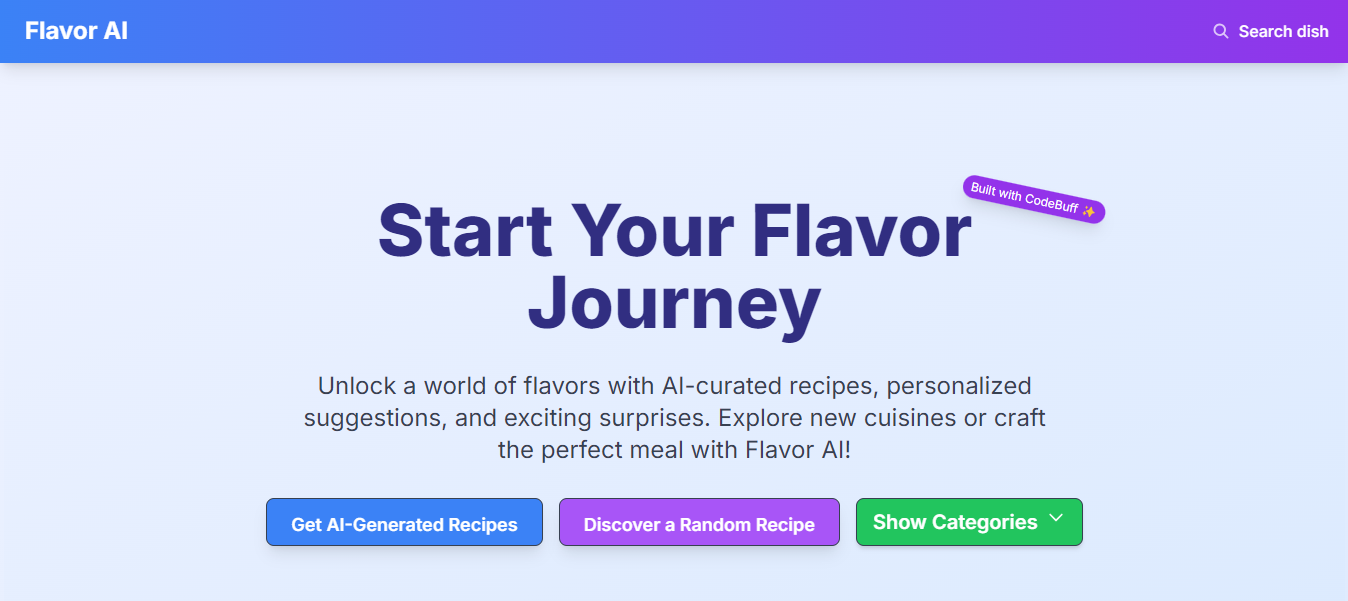 Flavor AI
Search dish
Built with CodeBuff ✨
Start Your Flavor
Journey
Unlock a world of flavors with AI-curated recipes, personalized
suggestions, and exciting surprises. Explore new cuisines or craft
the perfect meal with Flavor AI!
Get AI-Generated Recipes
Discover a Random Recipe
Show Categories